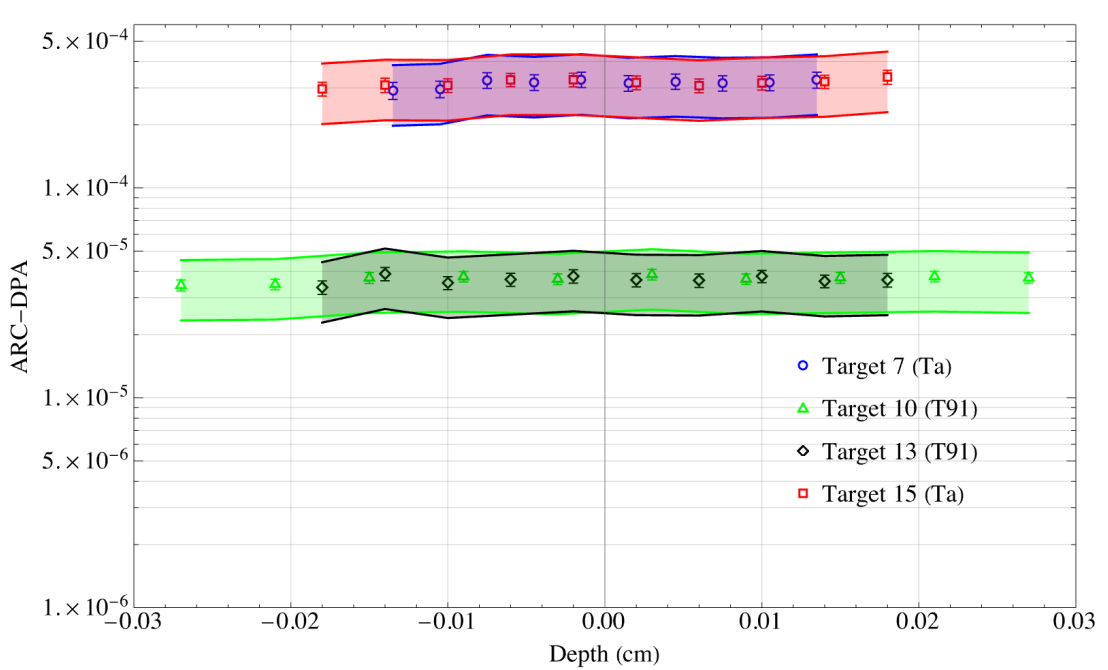 5.×10⁻⁴
1.×10⁻⁴
5.×10⁻⁵
1.×10⁻⁵
5.×10⁻⁶
1.×10⁻⁶
ARC−DPA
Target 7 (Ta)
Target 10 (T91)
Target 13 (T91)
Target 15 (Ta)
−0.03 −0.02 −0.01 0.00 0.01 0.02 0.03
Depth (cm)